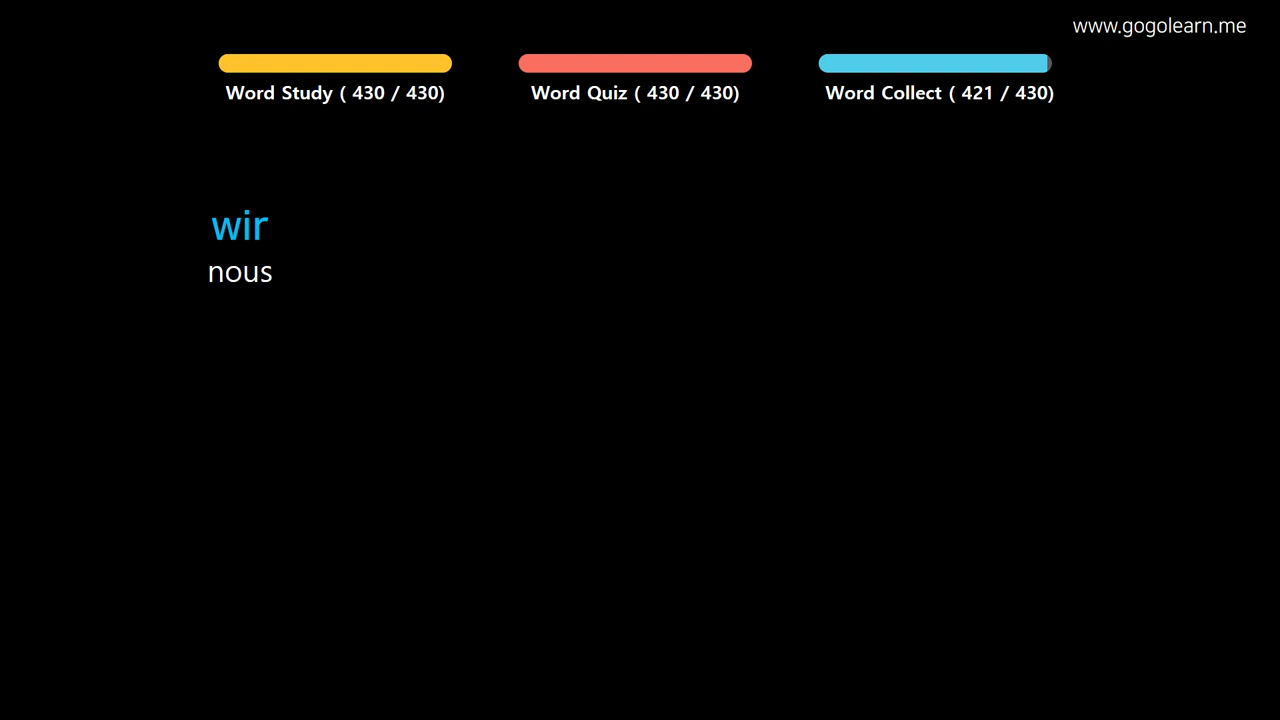 www.gogolearn.me
Word Study ( 430 / 430)
Word Quiz ( 430 / 430)
Word Collect ( 421 / 430)
wir
nous